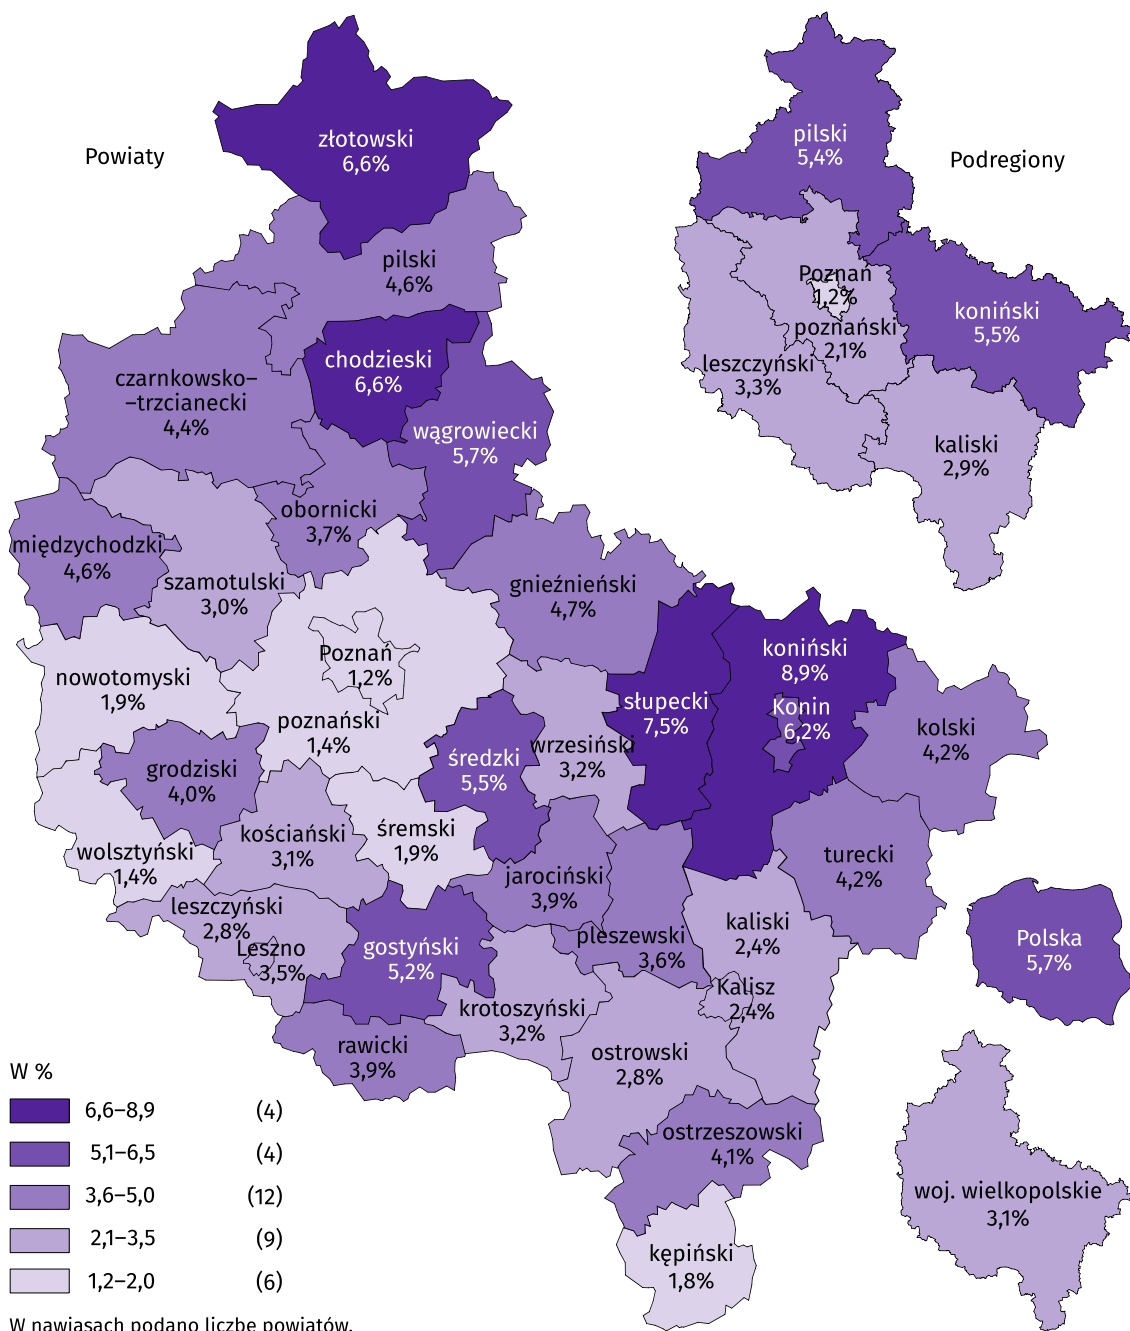 Powiaty
złotowski
6,6%
pilski
4,6%
chodzieski
6,6%
czarnkowsko–
–trzcianecki
4,4%
wągrowiecki
5,7%
obornicki
3,7%
międzychodzki
4,6%
szamotulski
3,0%
gnieźnieński
4,7%
Poznań
1,2%
nowotomyski
1,9%
poznański
1,4%
koniński
8,9%
słupecki
7,5%
Konin
6,2%
kolski
4,2%
wrzesiński
3,2%
średzki
5,5%
grodziski
4,0%
kościański
3,1%
śremski
1,9%
wolsztyński
1,4%
turecki
4,2%
jarociński
3,9%
leszczyński
2,8%
Leszno
3,5%
gostyński
5,2%
pleszewski
3,6%
kaliski
2,4%
Kalisz
2,4%
krotoszyński
3,2%
rawicki
3,9%
ostrowski
2,8%
ostrzeszowski
4,1%
kępiński
1,8%
Podregiony
pilski
5,4%
Poznań
1,2%
poznański
2,1%
koniński
5,5%
leszczyński
3,3%
kaliski
2,9%
Polska
5,7%
woj. wielkopolskie
3,1%
W %
6,6–8,9 (4)
5,1–6,5 (4)
3,6–5,0 (12)
2,1–3,5 (9)
1,2–2,0 (6)
W nawiasach podano liczbę powiatów.